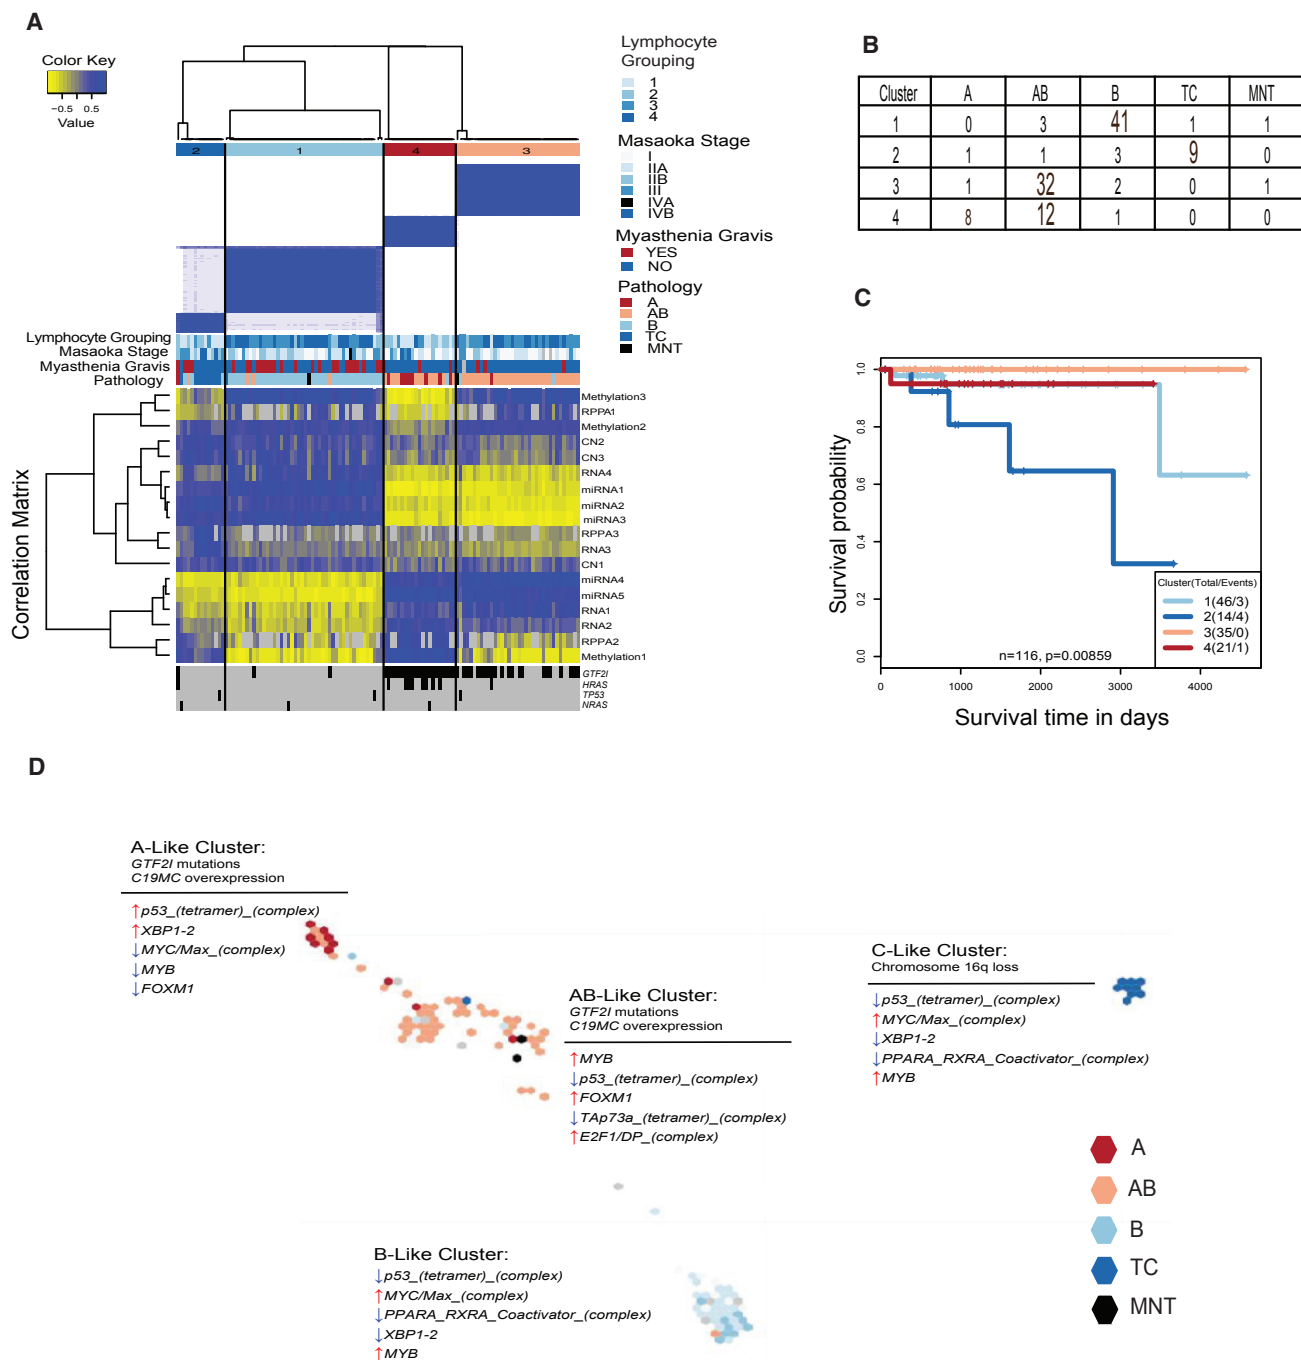 A
Color Key
−0.5 0.5
Value
2 1 4 3
Lymphocyte
Grouping
1
2
3
4
Masaoka Stage
I
IIA
IIB
III
IVA
IVB
Myasthenia Gravis
YES
NO
Pathology
A
AB
B
TC
MNT
Lymphocyte Grouping
Masaoka Stage
Myasthenia Gravis
Pathology
Correlation Matrix
Methylation3
RPPA1
Methylation2
CN2
CN3
RNA4
miRNA1
miRNA2
miRNA3
RPPA3
RNA3
CN1
miRNA4
miRNA5
RNA1
RNA2
RPPA2
Methylation1
GTF2I
HRAS
TP53
NRAS
B
Cluster A AB B TC MNT
1 0 3 41 1 1
2 1 1 3 9 0
3 1 32 2 0 1
4 8 12 1 0 0
C
Survival probability
1.0
0.8
0.6
0.4
0.2
0.0
Cluster(Total/Events)
1(46/3)
2(14/4)
3(35/0)
4(21/1)
n=116, p=0.00859
0 1000 2000 3000 4000
Survival time in days
D
A-Like Cluster:
GTF2I mutations
C19MC overexpression
↑p53_(tetramer)_(complex)
↑XBP1-2
↓MYC/Max_(complex)
↓MYB
↓FOXM1
AB-Like Cluster:
GTF2I mutations
C19MC overexpression
↑MYB
↓p53_(tetramer)_(complex)
↑FOXM1
↓TAp73a_(tetramer)_(complex)
↑E2F1/DP_(complex)
C-Like Cluster:
Chromosome 16q loss
↓p53_(tetramer)_(complex)
↑MYC/Max_(complex)
↓XBP1-2
↓PPARA_RXRA_Coactivator_(complex)
↑MYB
B-Like Cluster:
↓p53_(tetramer)_(complex)
↑MYC/Max_(complex)
↓PPARA_RXRA_Coactivator_(complex)
↓XBP1-2
↑MYB
A
AB
B
TC
MNT